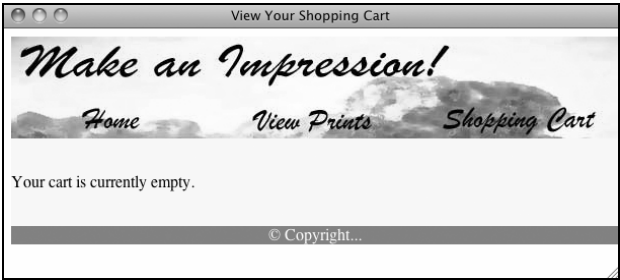 View Your Shopping Cart
Make an Impression!
Home View Prints Shopping Cart
Your cart is currently empty.
© Copyright...